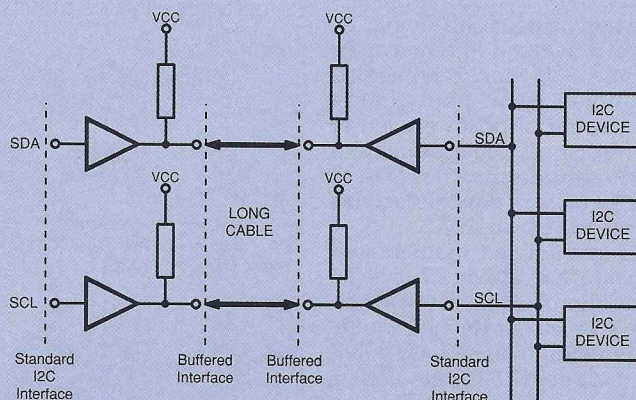 VCC
VCC
SDA
SDA
I2C
DEVICE
VCC
VCC
LONG
CABLE
I2C
DEVICE
SCL
SCL
I2C
DEVICE
Standard
I2C
Interface
Buffered
Interface
Buffered
Interface
Standard
I2C
Interface